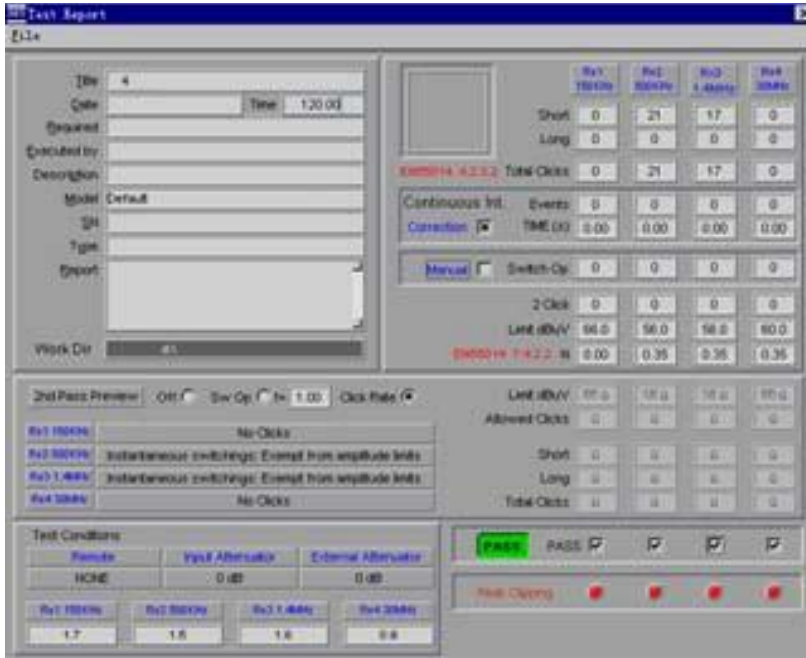 Test Report
File
Title 4
Date Time 120.00
Required
Executed by
Description
Model Default
SN
Type
Report
Work Dir
Rx1 150KHz Rx2 500KHz Rx3 1.4MHz Rx4 30MHz
Short 0 21 17 0
Long 0 0 0 0
EN55014 4.2.3.2 Total Clicks 0 21 17 0
Continuous Int. Events 0 0 0 0
Correction TIME (s) 0.00 0.00 0.00 0.00
Manual Switch Op. 0 0 0 0
2 Click 0 0 0 0
Limit dBuV 66.0 56.0 56.0 60.0
EN55014 7.4.2.2 N 0.00 0.35 0.35 0.35
2nd Pass Preview Off Sw Op f= 1.00 Click Rate
Rx1 150KHz No Clicks
Rx2 500KHz Instantaneous switchings: Exempt from amplitude limits
Rx3 1.4MHz Instantaneous switchings: Exempt from amplitude limits
Rx4 30MHz No Clicks
Limit dBuV
Allowed Clicks
Short
Long
Total Clicks
Test Conditions
Remote Input Attenuator External Attenuator
NONE 0 dB 0 dB
Rx1 150KHz Rx2 500KHz Rx3 1.4MHz Rx4 30MHz
1.7 1.5 1.6
PASS PASS
Peak Clipping